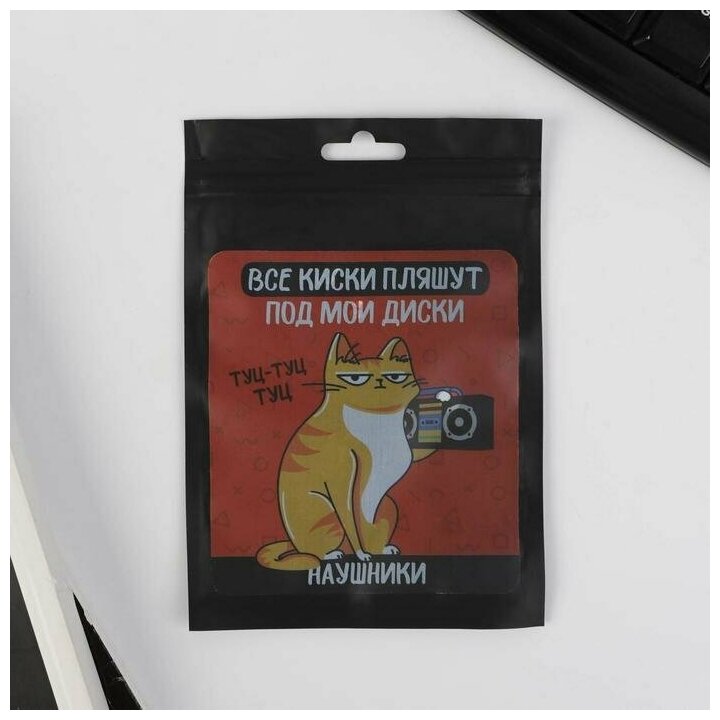 ВСЕ КИСКИ ПЛЯШУТ
ПОД МОИ ДИСКИ
ТУЦ-ТУЦ
ТУЦ
НАУШНИКИ